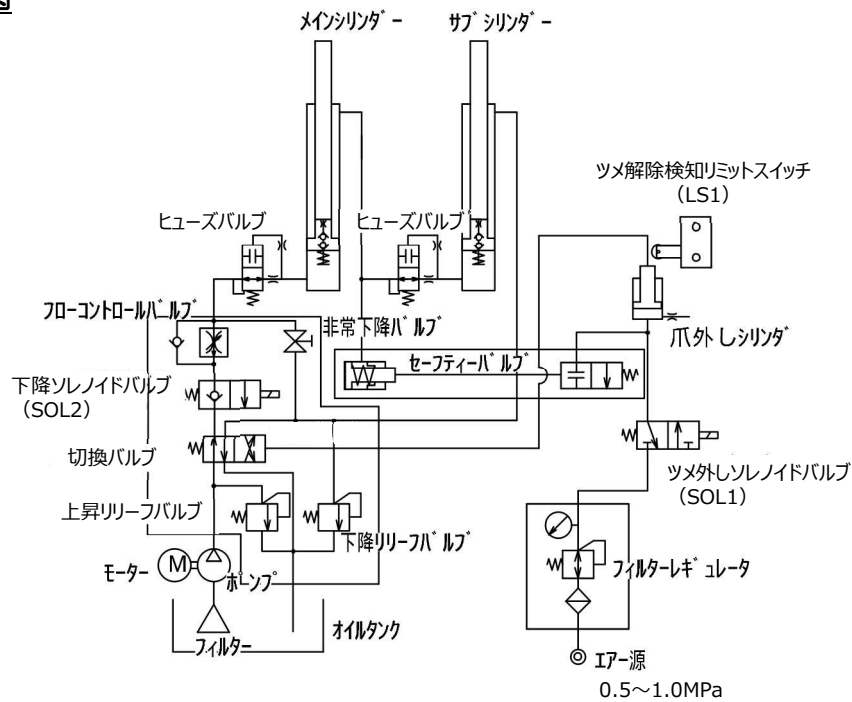 メインシリンダー
サブシリンダー
ツメ解除検知リミットスイッチ
（LS1）
ヒューズバルブ
ヒューズバルブ
フローコントロールバルブ
非常下降バルブ
爪外しシリンダ
セーフティーバルブ
下降ソレノイドバルブ
（SOL2）
切換バルブ
ツメ外しソレノイドバルブ
（SOL1）
上昇リリーフバルブ
下降リリーフバルブ
モーター
M
ポンプ
フィルターレギュレータ
フィルター
オイルタンク
エアー源
0.5～1.0MPa